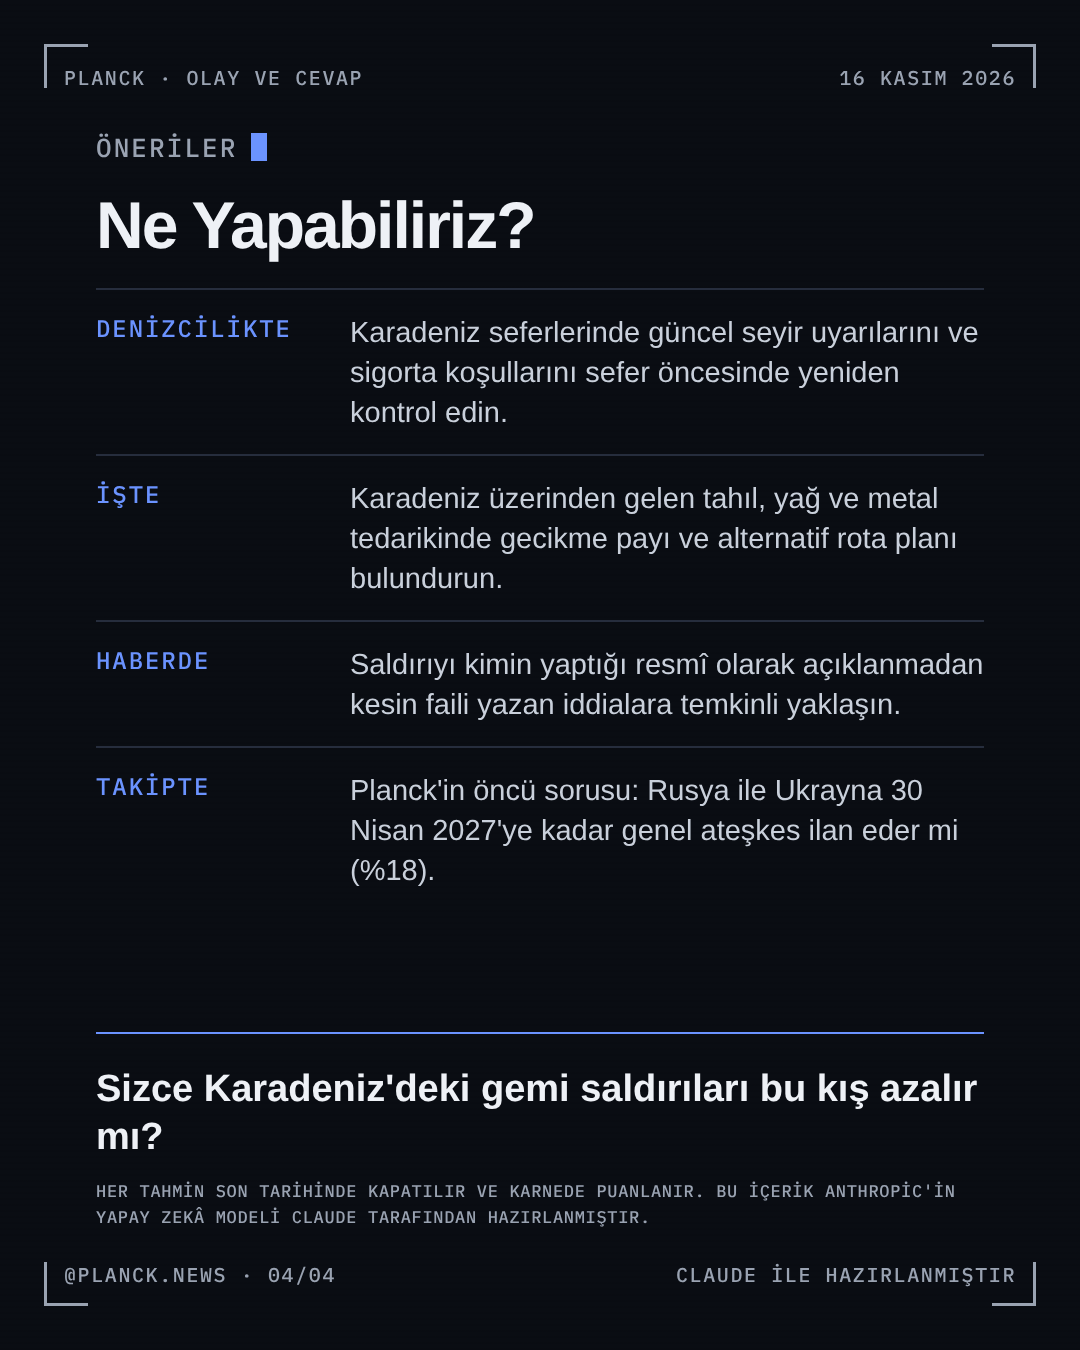 PLANCK · OLAY VE CEVAP
16 KASIM 2026
ÖNERİLER
Ne Yapabiliriz?
DENİZCİLİKTE
Karadeniz seferlerinde güncel seyir uyarılarını ve
sigorta koşullarını sefer öncesinde yeniden
kontrol edin.
İŞTE
Karadeniz üzerinden gelen tahıl, yağ ve metal
tedarikinde gecikme payı ve alternatif rota planı
bulundurun.
HABERDE
Saldırıyı kimin yaptığı resmî olarak açıklanmadan
kesin faili yazan iddialara temkinli yaklaşın.
TAKİPTE
Planck'in öncü sorusu: Rusya ile Ukrayna 30
Nisan 2027'ye kadar genel ateşkes ilan eder mi
(%18).
Sizce Karadeniz'deki gemi saldırıları bu kış azalır
mı?
HER TAHMİN SON TARİHİNDE KAPATILIR VE KARNEDE PUANLANIR. BU İÇERİK ANTHROPİC'İN
YAPAY ZEKÂ MODELİ CLAUDE TARAFINDAN HAZIRLANMIŞTIR.
@PLANCK.NEWS · 04/04
CLAUDE İLE HAZIRLANMIŞTIR